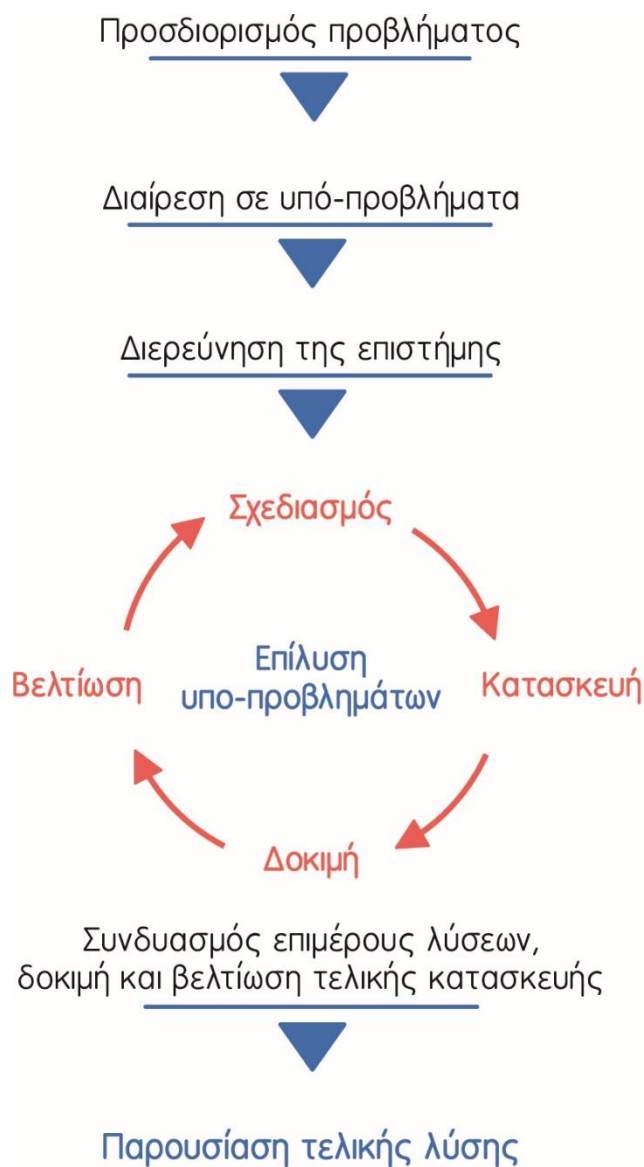 Προσδιορισμός προβλήματος
Διαίρεση σε υπό-προβλήματα
Διερεύνηση της επιστήμης
Σχεδιασμός
Επίλυση
υπο-προβλημάτων
Βελτίωση
Κατασκευή
Δοκιμή
Συνδυασμός επιμέρους λύσεων,
δοκιμή και βελτίωση τελικής κατασκευής
Παρουσίαση τελικής λύσης